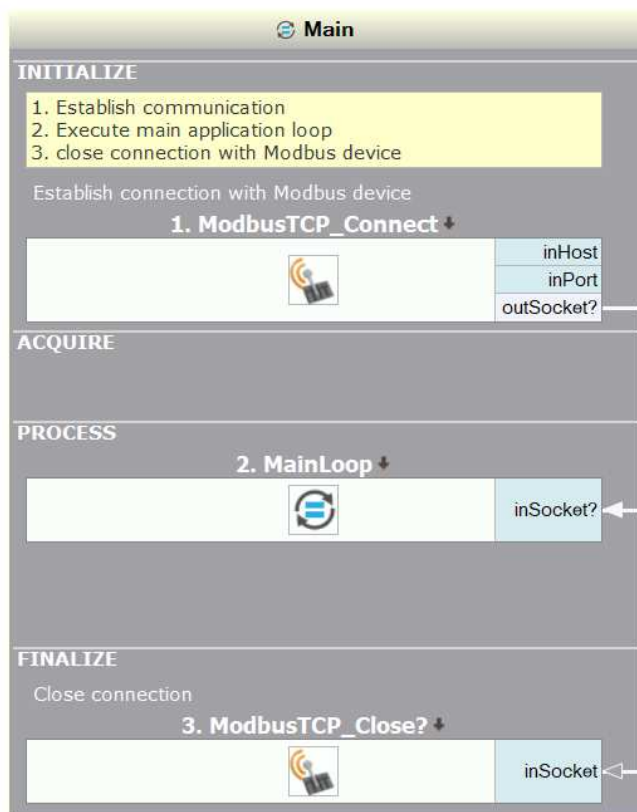 Main
INITIALIZE
1. Establish communication
2. Execute main application loop
3. close connection with Modbus device
Establish connection with Modbus device
1. ModbusTCP_Connect
inHost
inPort
outSocket?
ACQUIRE
PROCESS
2. MainLoop
inSocket?
FINALIZE
Close connection
3. ModbusTCP_Close?
inSocket